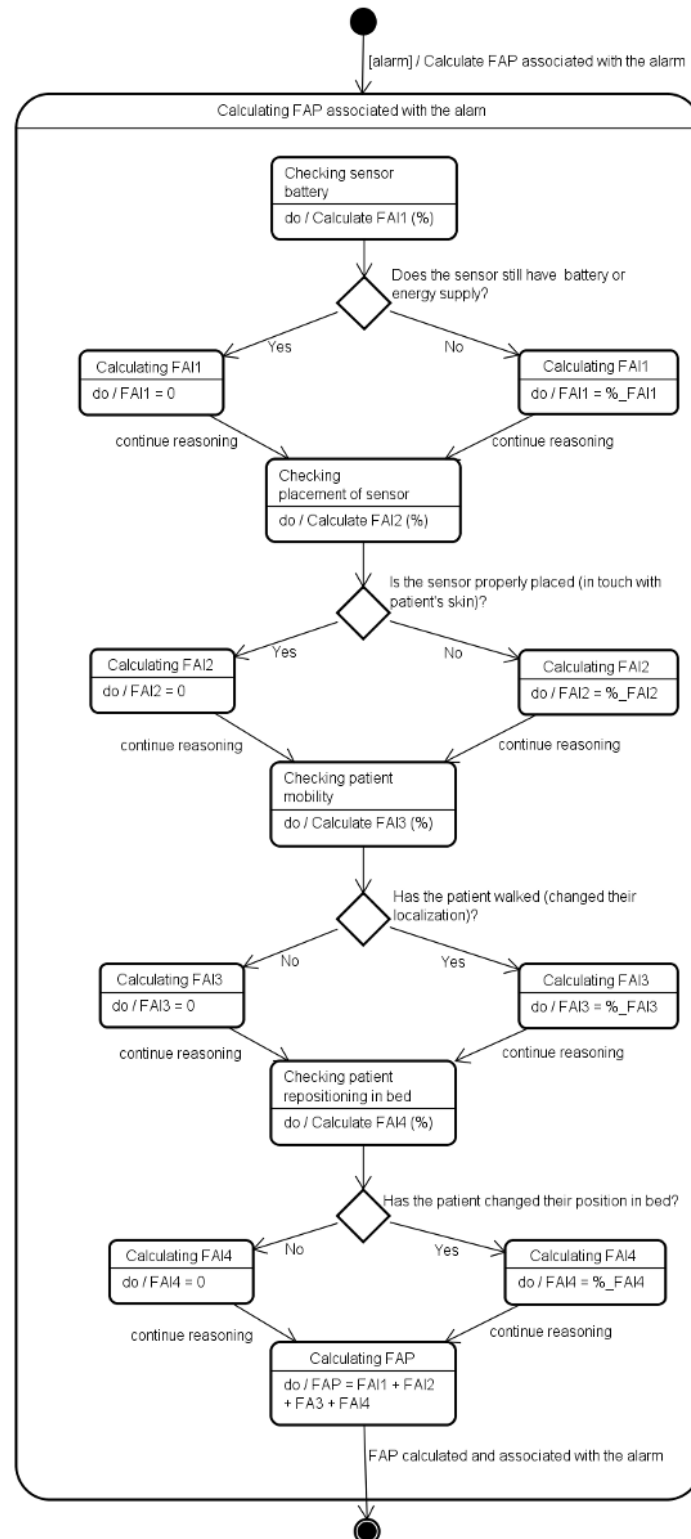 [alarm] / Calculate FAP associated with the alarm
Calculating FAP associated with the alarn
Checking sensor
battery
do / Calculate FAI1 (%)
Does the sensor still have battery or
energy supply?
Yes
No
Calculating FAI1
do / FAI1 = 0
Calculating FAI1
do / FAI1 = %_FAI1
continue reasoning
continue reasoning
Checking
placement of sensor
do / Calculate FAI2 (%)
Is the sensor properly placed (in touch with
patient's skin)?
Yes
No
Calculating FAI2
do / FAI2 = 0
Calculating FAI2
do / FAI2 = %_FAI2
continue reasoning
continue reasoning
Checking patient
mobility
do / Calculate FAI3 (%)
Has the patient walked (changed their
localization)?
No
Yes
Calculating FAI3
do / FAI3 = 0
Calculating FAI3
do / FAI3 = %_FAI3
continue reasoning
continue reasoning
Checking patient
repositioning in bed
do / Calculate FAI4 (%)
Has the patient changed their position in bed?
No
Yes
Calculating FAI4
do / FAI4 = 0
Calculating FAI4
do / FAI4 = %_FAI4
continue reasoning
continue reasoning
Calculating FAP
do / FAP = FAI1 + FAI2
+ FA3 + FAI4
FAP calculated and associated with the alarm